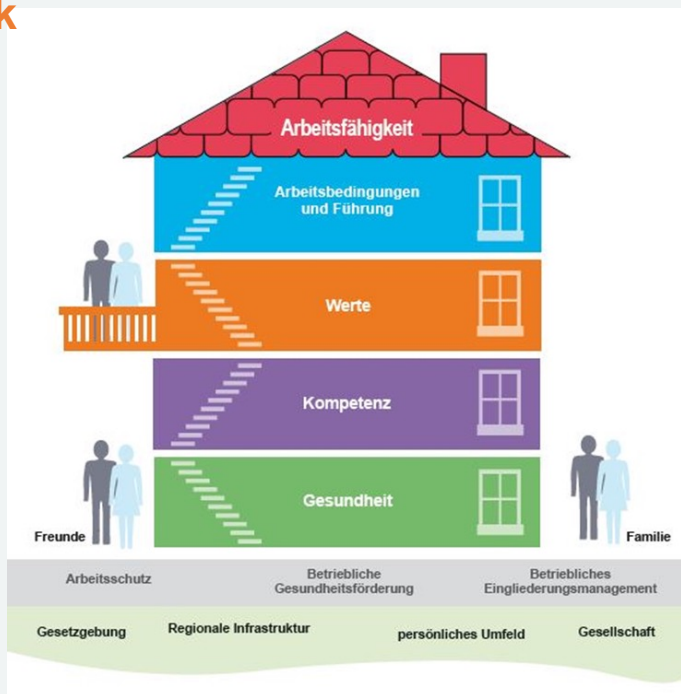 k
Arbeitsfähigkeit
Arbeitsbedingungen
und Führung
Werte
Kompetenz
Gesundheit
Freunde
Familie
Arbeitsschutz
Betriebliche
Gesundheitsförderung
Betriebliches
Eingliederungsmanagement
Gesetzgebung
Regionale Infrastruktur
persönliches Umfeld
Gesellschaft